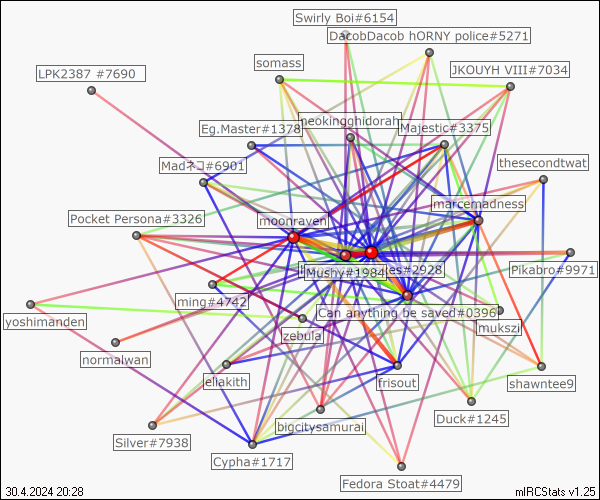 Swirly Boi#6154
DacobDacob hORNY police#5271
somass
JKOUYH VIII#7034
LPK2387 #7690
neokingghidorah
Eg.Master#1378
Majestic#3375
Madネコ#6901
thesecondtwat
marcemadness
Pocket Persona#3326
moonraven
Mushy#1984
es#2928
Pikabro#9971
ming#4742
Can anything be saved#0396
yoshimanden
zebula
mukszi
normalwan
eliakith
frisout
shawntee9
bigcitysamurai
Duck#1245
Silver#7938
Cypha#1717
Fedora Stoat#4479
30.4.2024 20:28
mIRCStats v1.25